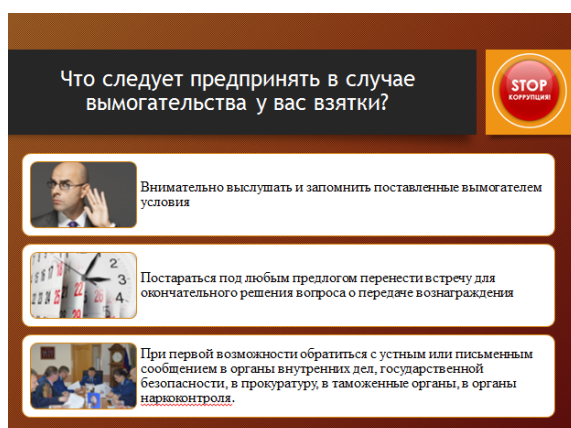 Что следует предпринять в случае
вымогательства у вас взятки?
STOP
КОРРУПЦИЯ!
Внимательно выслушать и запомнить поставленные вымогателем
условия
Постараться под любым предлогом перенести встречу для
окончательного решения вопроса о передаче вознаграждения
При первой возможности обратиться с устным или письменным
сообщением в органы внутренних дел, государственной
безопасности, в прокуратуру, в таможенные органы, в органы
наркоконтроля.